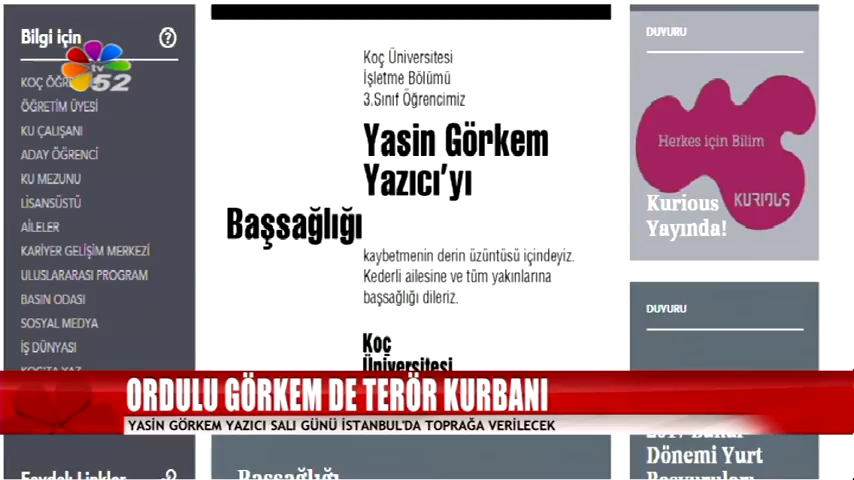 Bilgi için
tv
52
ÖĞRETİM ÜYESİ
KU ÇALIŞANI
ADAY ÖĞRENCİ
KU MEZUNU
LİSANSÜSTÜ
AİLELER
KARİYER GELİŞİM MERKEZİ
ULUSLARARASI PROGRAM
BASIN ODASI
SOSYAL MEDYA
İŞ DÜNYASI
Koç Üniversitesi
İşletme Bölümü
3.Sınıf Öğrencimiz
Yasin Görkem
Yazıcı'yı
Başsağlığı
kaybetmenin derin üzüntüsü içindeyiz.
Kederli ailesine ve tüm yakınlarına
başsağlığı dileriz.
Koç
Üniversitesi
DUYURU
Herkes için Bilim
KURIOUS
Kurious
Yayında!
DUYURU
Dönemi Yurt
Başvuruları
ORDULU GÖRKEM DE TERÖR KURBANI
YASİN GÖRKEM YAZICI SALI GÜNÜ İSTANBUL'DA TOPRAĞA VERİLECEK
Faydalı Linkler
Başsağlığı